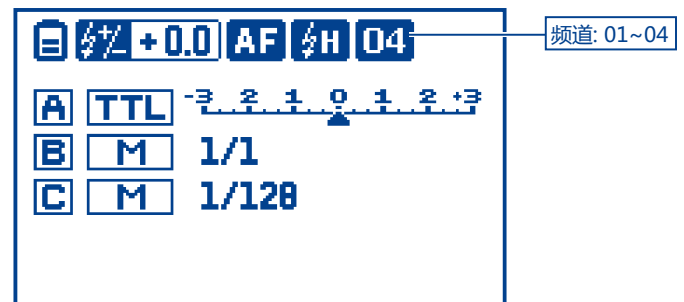 +0.0 AF H 04
频道: 01~04
A TTL -3..2..1..0..1..2..+3
B M 1/1
C M 1/128